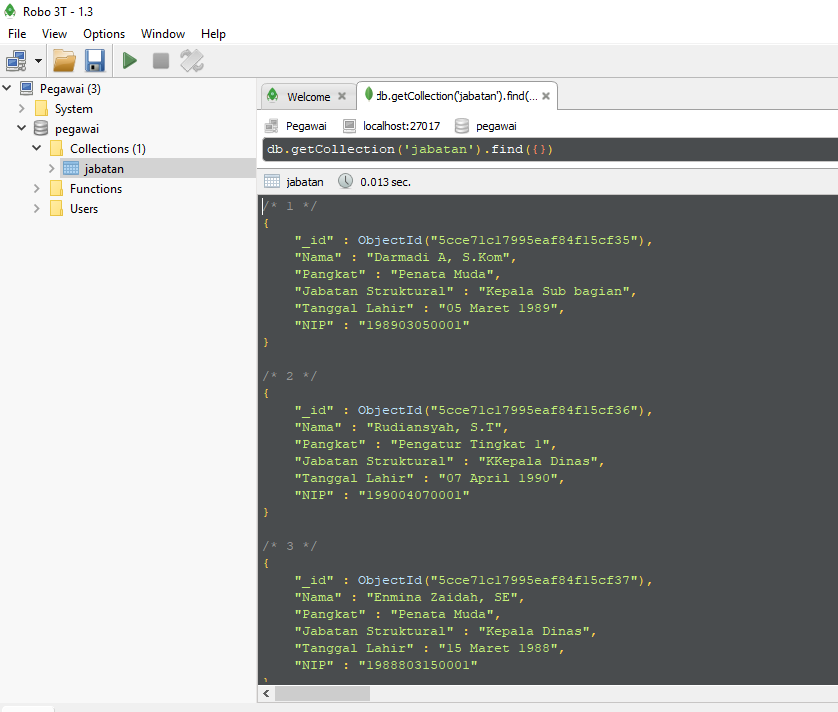 Robo 3T - 1.3
File View Options Window Help
Pegawai (3)
System
pegawai
Collections (1)
jabatan
Functions
Users
Welcome
db.getCollection('jabatan').find(...
Pegawai localhost:27017 pegawai
db.getCollection('jabatan').find({})
jabatan 0.013 sec.
/* 1 */
{
"_id" : ObjectId("5cce71c17995eaf84f15cf35"),
"Nama" : "Darmadi A, S.Kom",
"Pangkat" : "Penata Muda",
"Jabatan Struktural" : "Kepala Sub bagian",
"Tanggal Lahir" : "05 Maret 1989",
"NIP" : "198903050001"
}
/* 2 */
{
"_id" : ObjectId("5cce71c17995eaf84f15cf36"),
"Nama" : "Rudiansyah, S.T",
"Pangkat" : "Pengatur Tingkat 1",
"Jabatan Struktural" : "KKepala Dinas",
"Tanggal Lahir" : "07 April 1990",
"NIP" : "199004070001"
}
/* 3 */
{
"_id" : ObjectId("5cce71c17995eaf84f15cf37"),
"Nama" : "Enmina Zaidah, SE",
"Pangkat" : "Penata Muda",
"Jabatan Struktural" : "Kepala Dinas",
"Tanggal Lahir" : "15 Maret 1988",
"NIP" : "1988803150001"